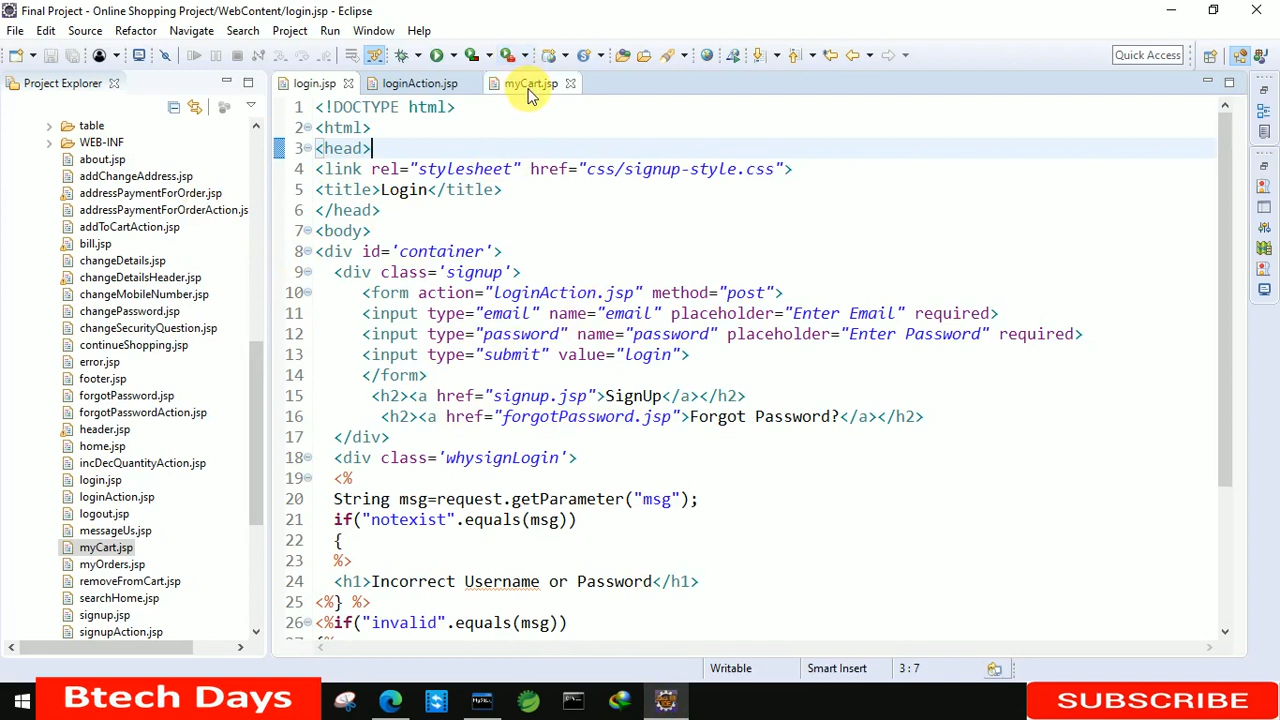 Final Project - Online Shopping Project/WebContent/login.jsp - Eclipse
File Edit Source Refactor Navigate Search Project Run Window Help
Quick Access
Project Explorer
login.jsp
loginAction.jsp
myCart.jsp
table
WEB-INF
about.jsp
addChangeAddress.jsp
addressPaymentForOrder.jsp
addressPaymentForOrderAction.js
addToCartAction.jsp
bill.jsp
changeDetails.jsp
changeDetailsHeader.jsp
changeMobileNumber.jsp
changePassword.jsp
changeSecurityQuestion.jsp
continueShopping.jsp
error.jsp
footer.jsp
forgotPassword.jsp
forgotPasswordAction.jsp
header.jsp
home.jsp
incDecQuantityAction.jsp
login.jsp
loginAction.jsp
logout.jsp
messageUs.jsp
myCart.jsp
myOrders.jsp
removeFromCart.jsp
searchHome.jsp
signup.jsp
signupAction.jsp
1 <!DOCTYPE html>
2 <html>
3 <head>
4 <link rel="stylesheet" href="css/signup-style.css">
5 <title>Login</title>
6 </head>
7 <body>
8 <div id='container'>
9 <div class='signup'>
10 <form action="loginAction.jsp" method="post">
11 <input type="email" name="email" placeholder="Enter Email" required>
12 <input type="password" name="password" placeholder="Enter Password" required>
13 <input type="submit" value="login">
14 </form>
15 <h2><a href="signup.jsp">SignUp</a></h2>
16 <h2><a href="forgotPassword.jsp">Forgot Password?</a></h2>
17 </div>
18 <div class='whysignLogin'>
19 <%
20 String msg=request.getParameter("msg");
21 if("notexist".equals(msg))
22 {
23 %>
24 <h1>Incorrect Username or Password</h1>
25 <%} %>
26 <%if("invalid".equals(msg))
27 {%
Writable
Smart Insert
3 : 7
Btech Days
SUBSCRIBE